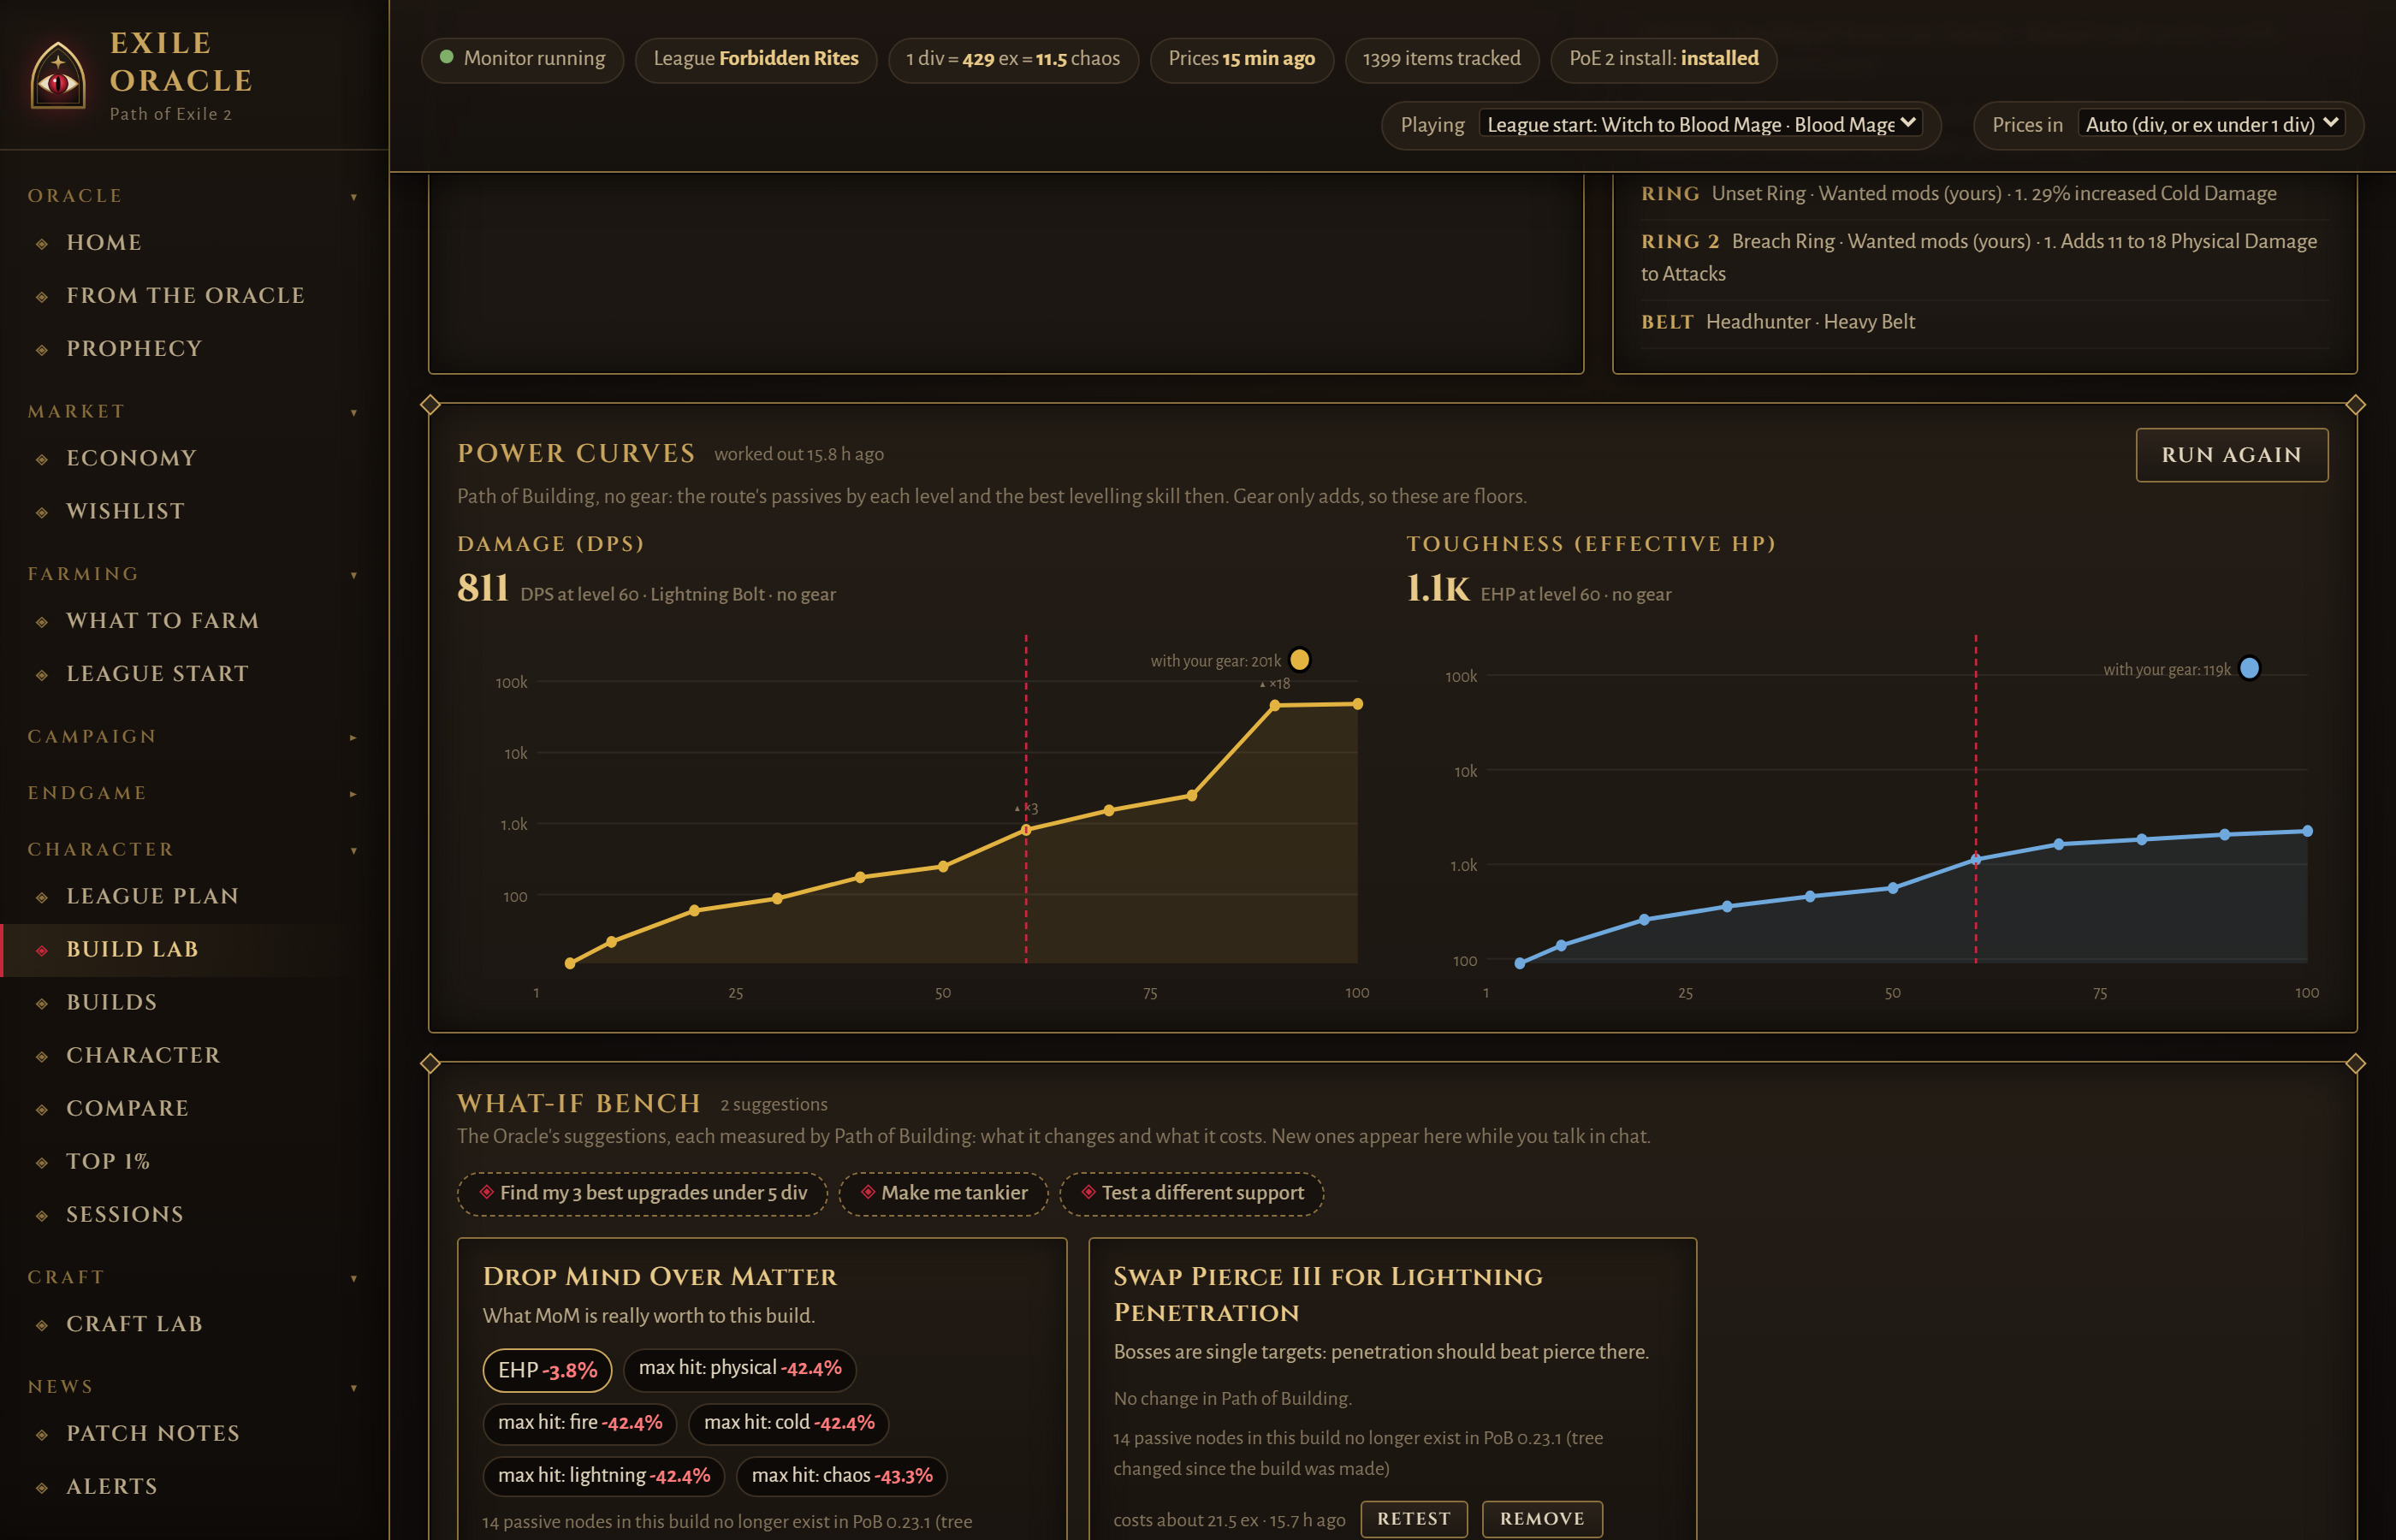 EXILE
ORACLE
Path of Exile 2
Monitor running
League Forbidden Rites
1 div = 429 ex = 11.5 chaos
Prices 15 min ago
1399 items tracked
PoE 2 install: installed
Playing League start: Witch to Blood Mage · Blood Mage
Prices in Auto (div, or ex under 1 div)
ORACLE
HOME
FROM THE ORACLE
PROPHECY
MARKET
ECONOMY
WISHLIST
FARMING
WHAT TO FARM
LEAGUE START
CAMPAIGN
ENDGAME
CHARACTER
LEAGUE PLAN
BUILD LAB
BUILDS
CHARACTER
COMPARE
TOP 1%
SESSIONS
CRAFT
CRAFT LAB
NEWS
PATCH NOTES
ALERTS
RING Unset Ring · Wanted mods (yours) · 1. 29% increased Cold Damage
RING 2 Breach Ring · Wanted mods (yours) · 1. Adds 11 to 18 Physical Damage
to Attacks
BELT Headhunter · Heavy Belt
POWER CURVES worked out 15.8 h ago
RUN AGAIN
Path of Building, no gear: the route's passives by each level and the best levelling skill then. Gear only adds, so these are floors.
DAMAGE (DPS)
811 DPS at level 60 · Lightning Bolt · no gear
with your gear: 201k
▲ ×18
▲ ×3
100k
10k
1.0k
100
1 25 50 75 100
TOUGHNESS (EFFECTIVE HP)
1.1K EHP at level 60 · no gear
with your gear: 119k
100k
10k
1.0k
100
1 25 50 75 100
WHAT-IF BENCH 2 suggestions
The Oracle's suggestions, each measured by Path of Building: what it changes and what it costs. New ones appear here while you talk in chat.
Find my 3 best upgrades under 5 div
Make me tankier
Test a different support
DROP MIND OVER MATTER
What MoM is really worth to this build.
EHP -3.8%
max hit: physical -42.4%
max hit: fire -42.4%
max hit: cold -42.4%
max hit: lightning -42.4%
max hit: chaos -43.3%
14 passive nodes in this build no longer exist in PoB 0.23.1 (tree
SWAP PIERCE III FOR LIGHTNING
PENETRATION
Bosses are single targets: penetration should beat pierce there.
No change in Path of Building.
14 passive nodes in this build no longer exist in PoB 0.23.1 (tree
changed since the build was made)
costs about 21.5 ex · 15.7 h ago
RETEST
REMOVE